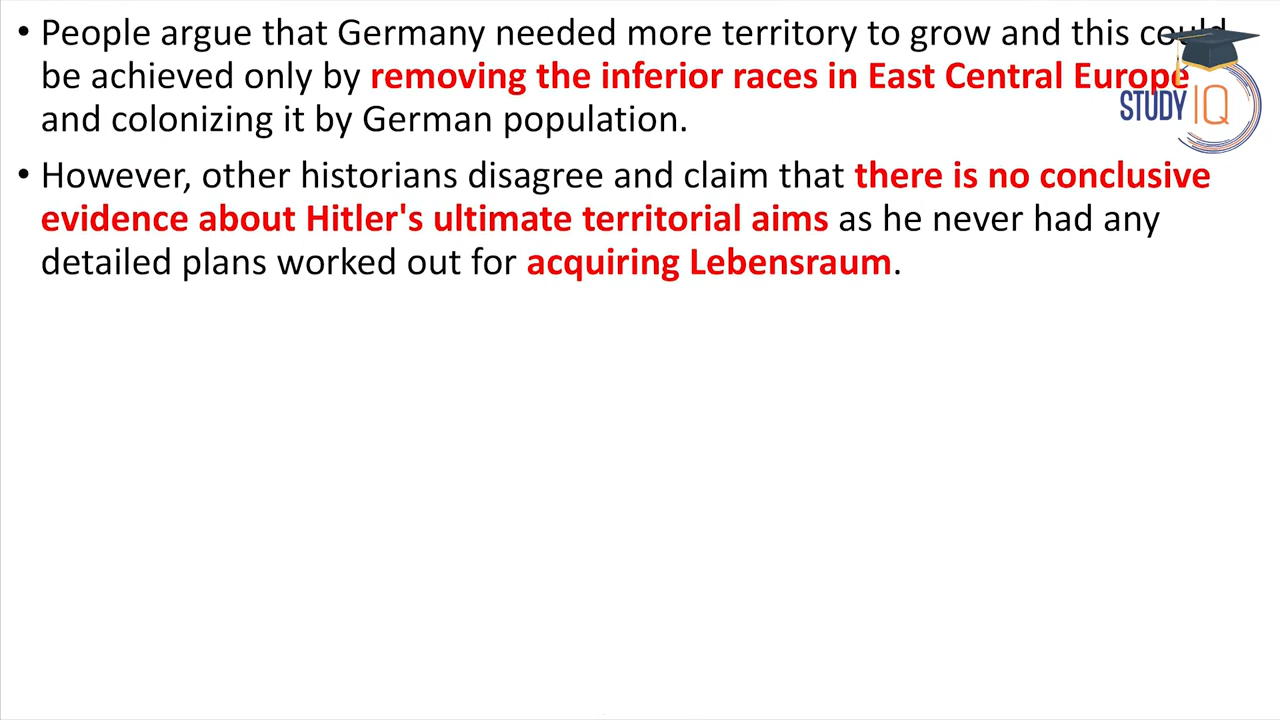 • People argue that Germany needed more territory to grow and this could
be achieved only by removing the inferior races in East Central Europe
and colonizing it by German population.
• However, other historians disagree and claim that there is no conclusive
evidence about Hitler's ultimate territorial aims as he never had any
detailed plans worked out for acquiring Lebensraum.
STUDY IQ